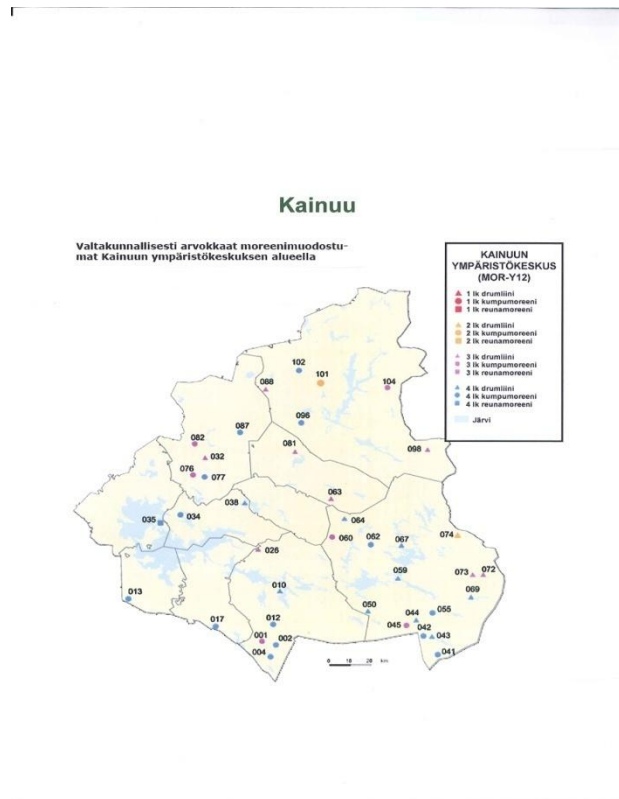 Kainuu
Valtakunnallisesti arvokkaat moreenimuodostu-
mat Kainuun ympäristökeskuksen alueella
KAINUUN
YMPÄRISTÖKESKUS
(MOR-Y12)
1 lk drumliini
1 lk kumpumoreeni
1 lk reunamoreeni
2 lk drumliini
2 lk kumpumoreeni
2 lk reunamoreeni
3 lk drumliini
3 lk kumpumoreeni
3 lk reunamoreeni
4 lk drumliini
4 lk kumpumoreeni
4 lk reunamoreeni
Järvi
102
101
088
104
096
087
082
081
098
032
076
077
063
038
034
035
064
074
060
062
067
026
059
073
072
010
069
013
050
055
044
012
017
045
042
043
001
002
004
041
0 10 20 km